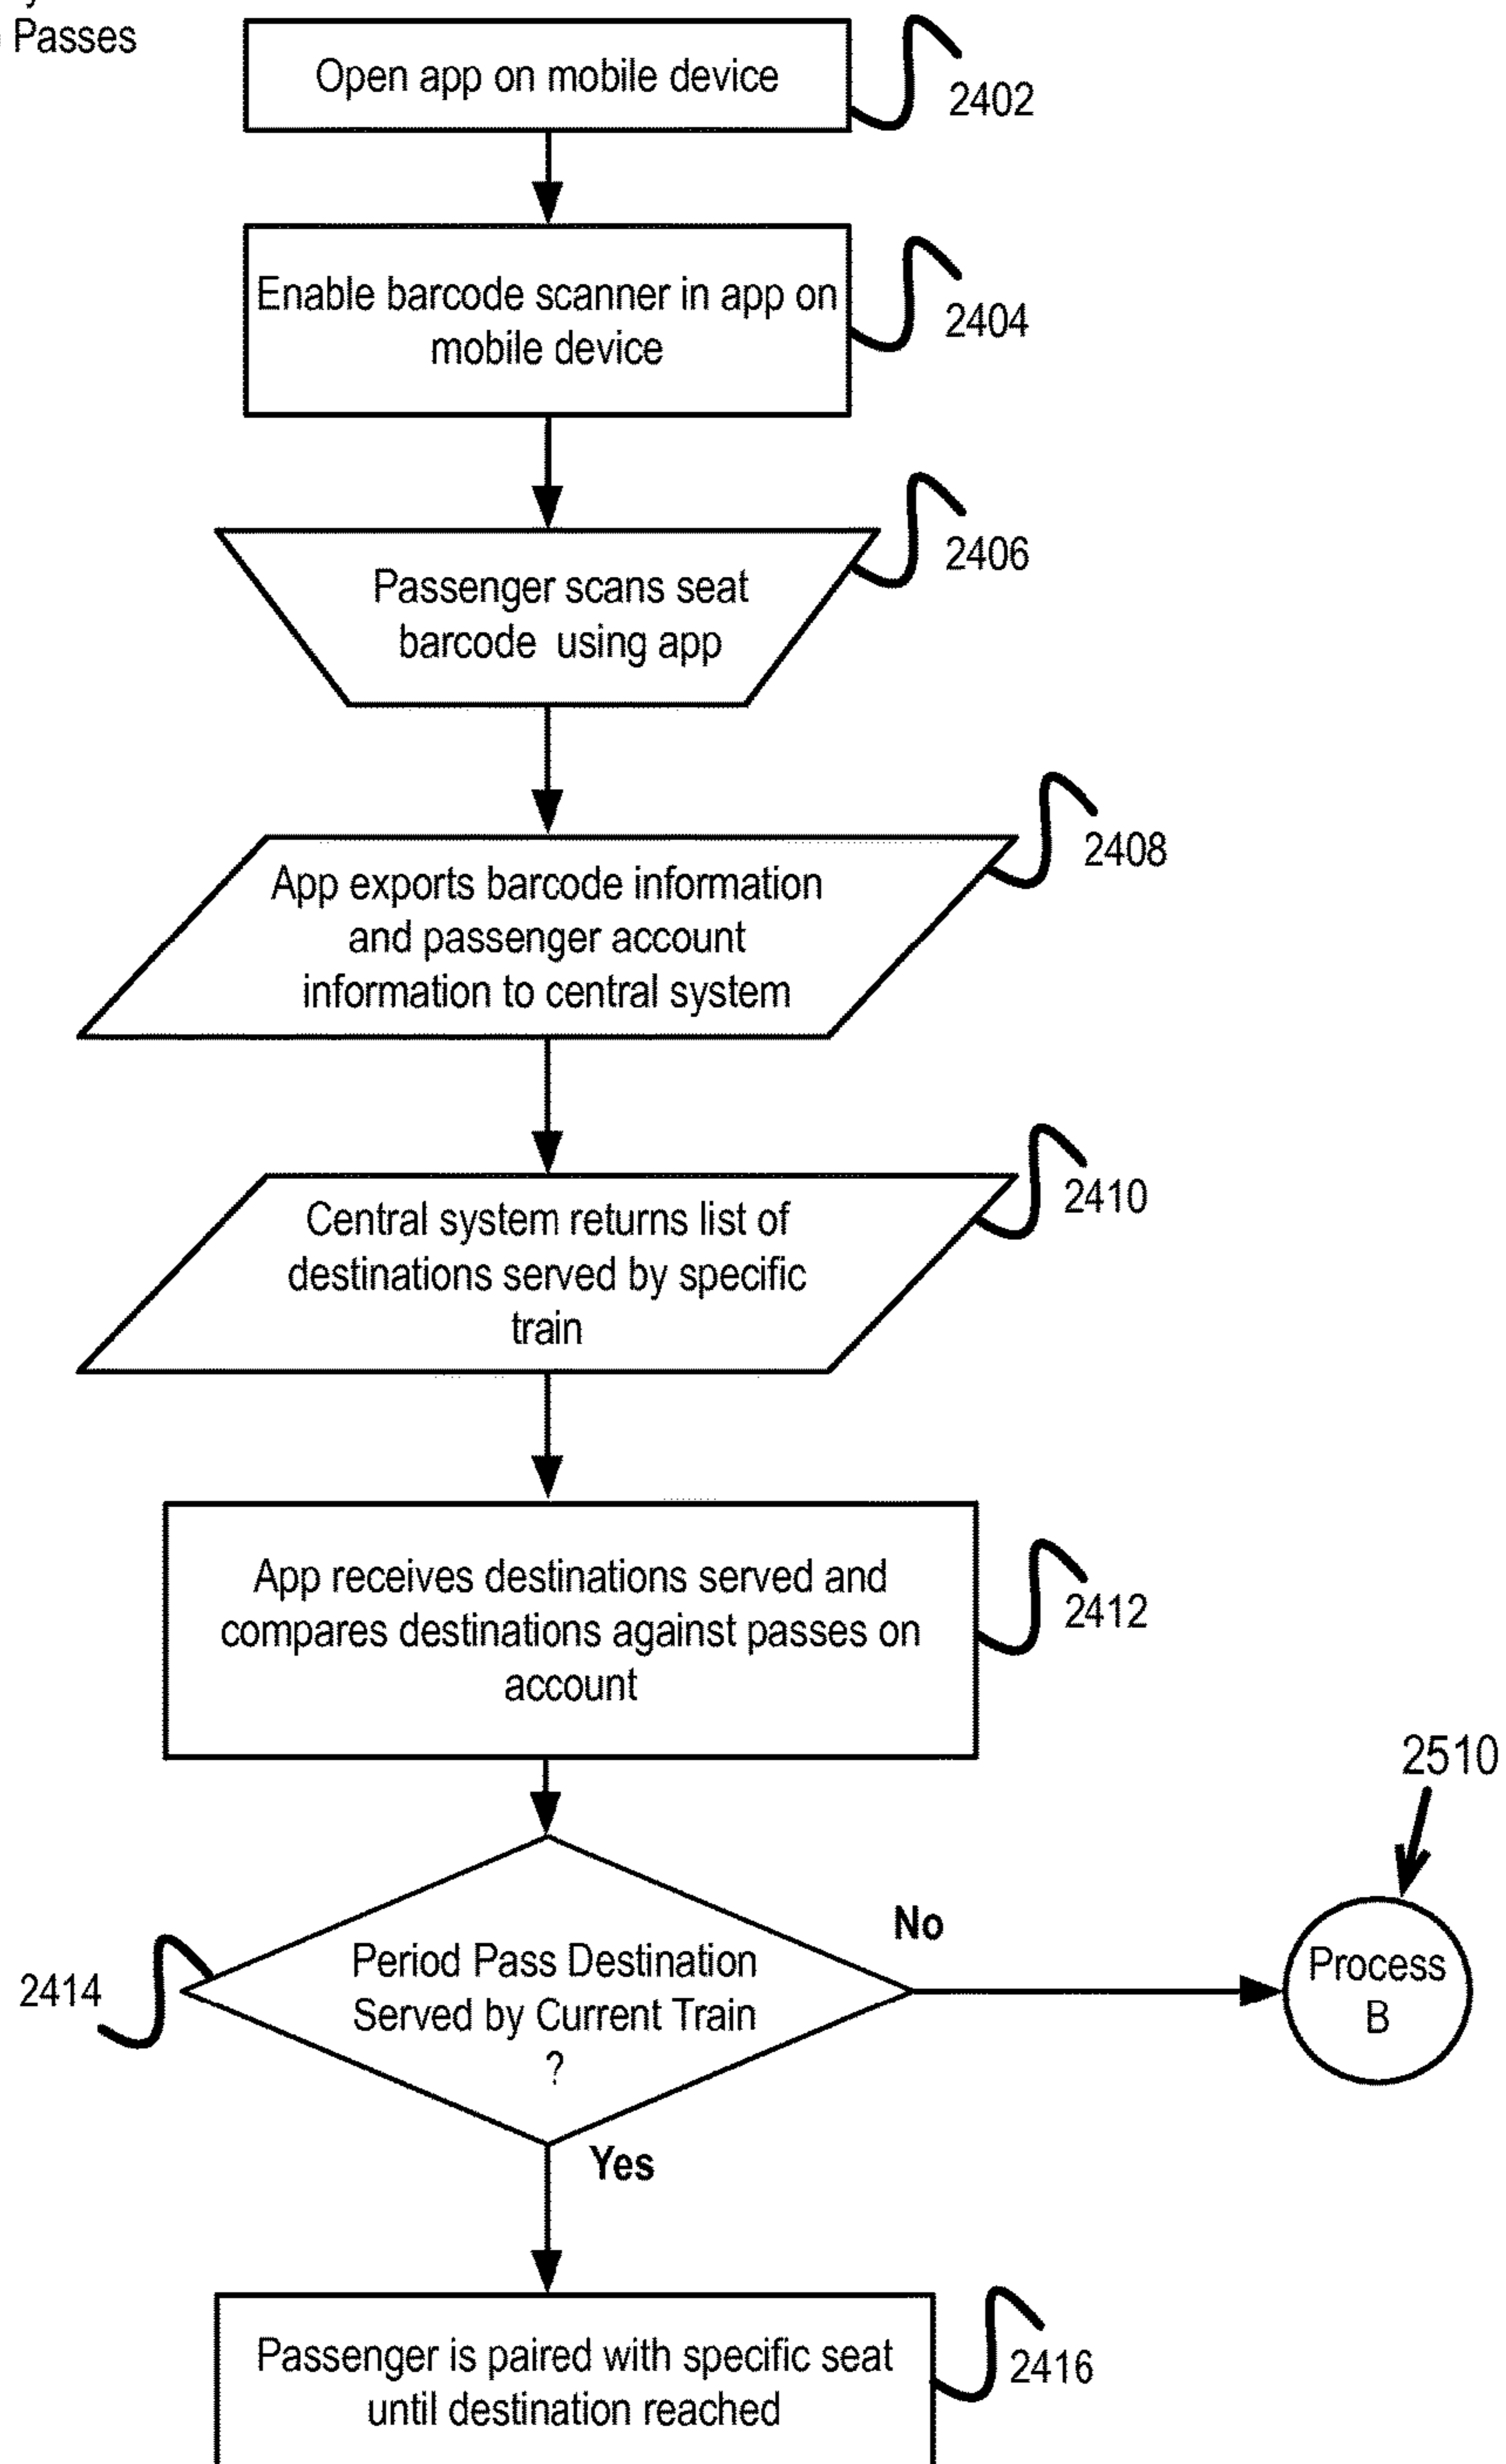 Passes
Open app on mobile device
2402
Enable barcode scanner in app on
mobile device
2404
Passenger scans seat
barcode using app
2406
App exports barcode information
and passenger account
information to central system
2408
Central system returns list of
destinations served by specific
train
2410
App receives destinations served and
compares destinations against passes on
account
2412
2510
Period Pass Destination
Served by Current Train
?
2414
No
Process
B
Yes
Passenger is paired with specific seat
until destination reached
2416